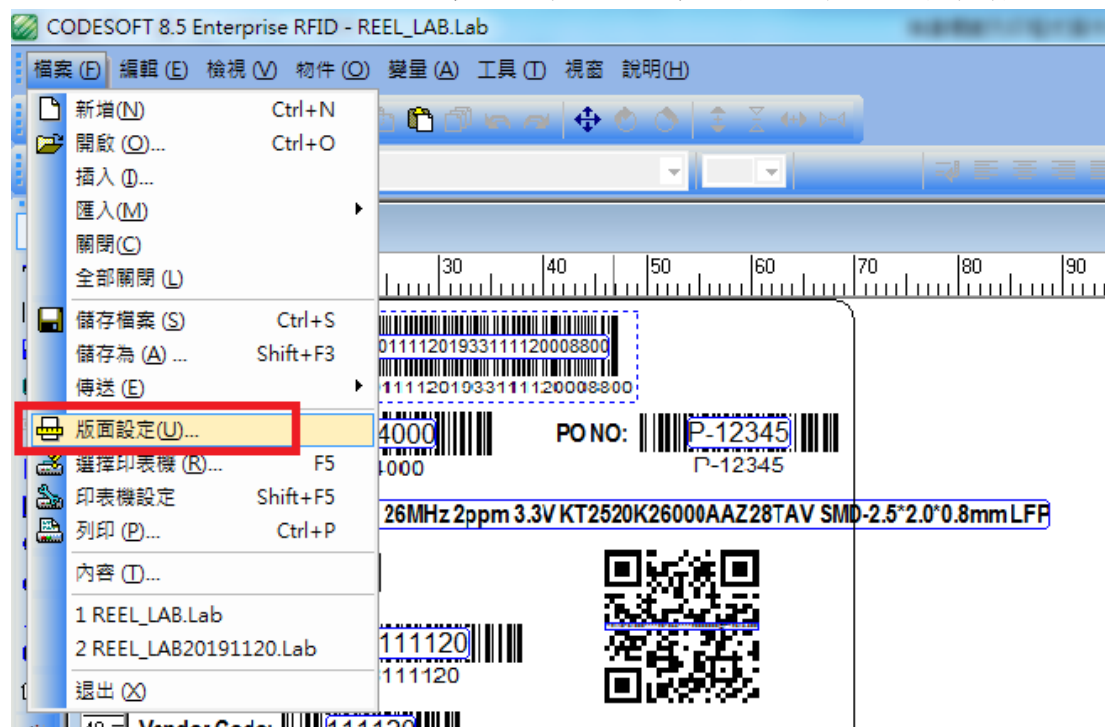 CODESOFT 8.5 Enterprise RFID - REEL_LAB.Lab
檔案 (F) 編輯 (E) 檢視 (V) 物件 (O) 變量 (A) 工具 (T) 視窗 說明(H)
新增(N) Ctrl+N
開啟 (O)... Ctrl+O
插入 (I)...
匯入(M)
關閉(C)
全部關閉 (L)
儲存檔案 (S) Ctrl+S
儲存為 (A) ... Shift+F3
傳送 (E)
版面設定(U)...
選擇印表機 (R)... F5
印表機設定 Shift+F5
列印 (P)... Ctrl+P
內容 (T)...
1 REEL_LAB.Lab
2 REEL_LAB20191120.Lab
退出 (X)
30 40 50 60 70 80 90
01111201933111120008800
1111201933111120008800
4000 PO NO: P-12345
4000 P-12345
26MHz 2ppm 3.3V KT2520K26000AAZ28TAV SMD-2.5*2.0*0.8mm LFP
111120
111120
Vendor Code: 111120